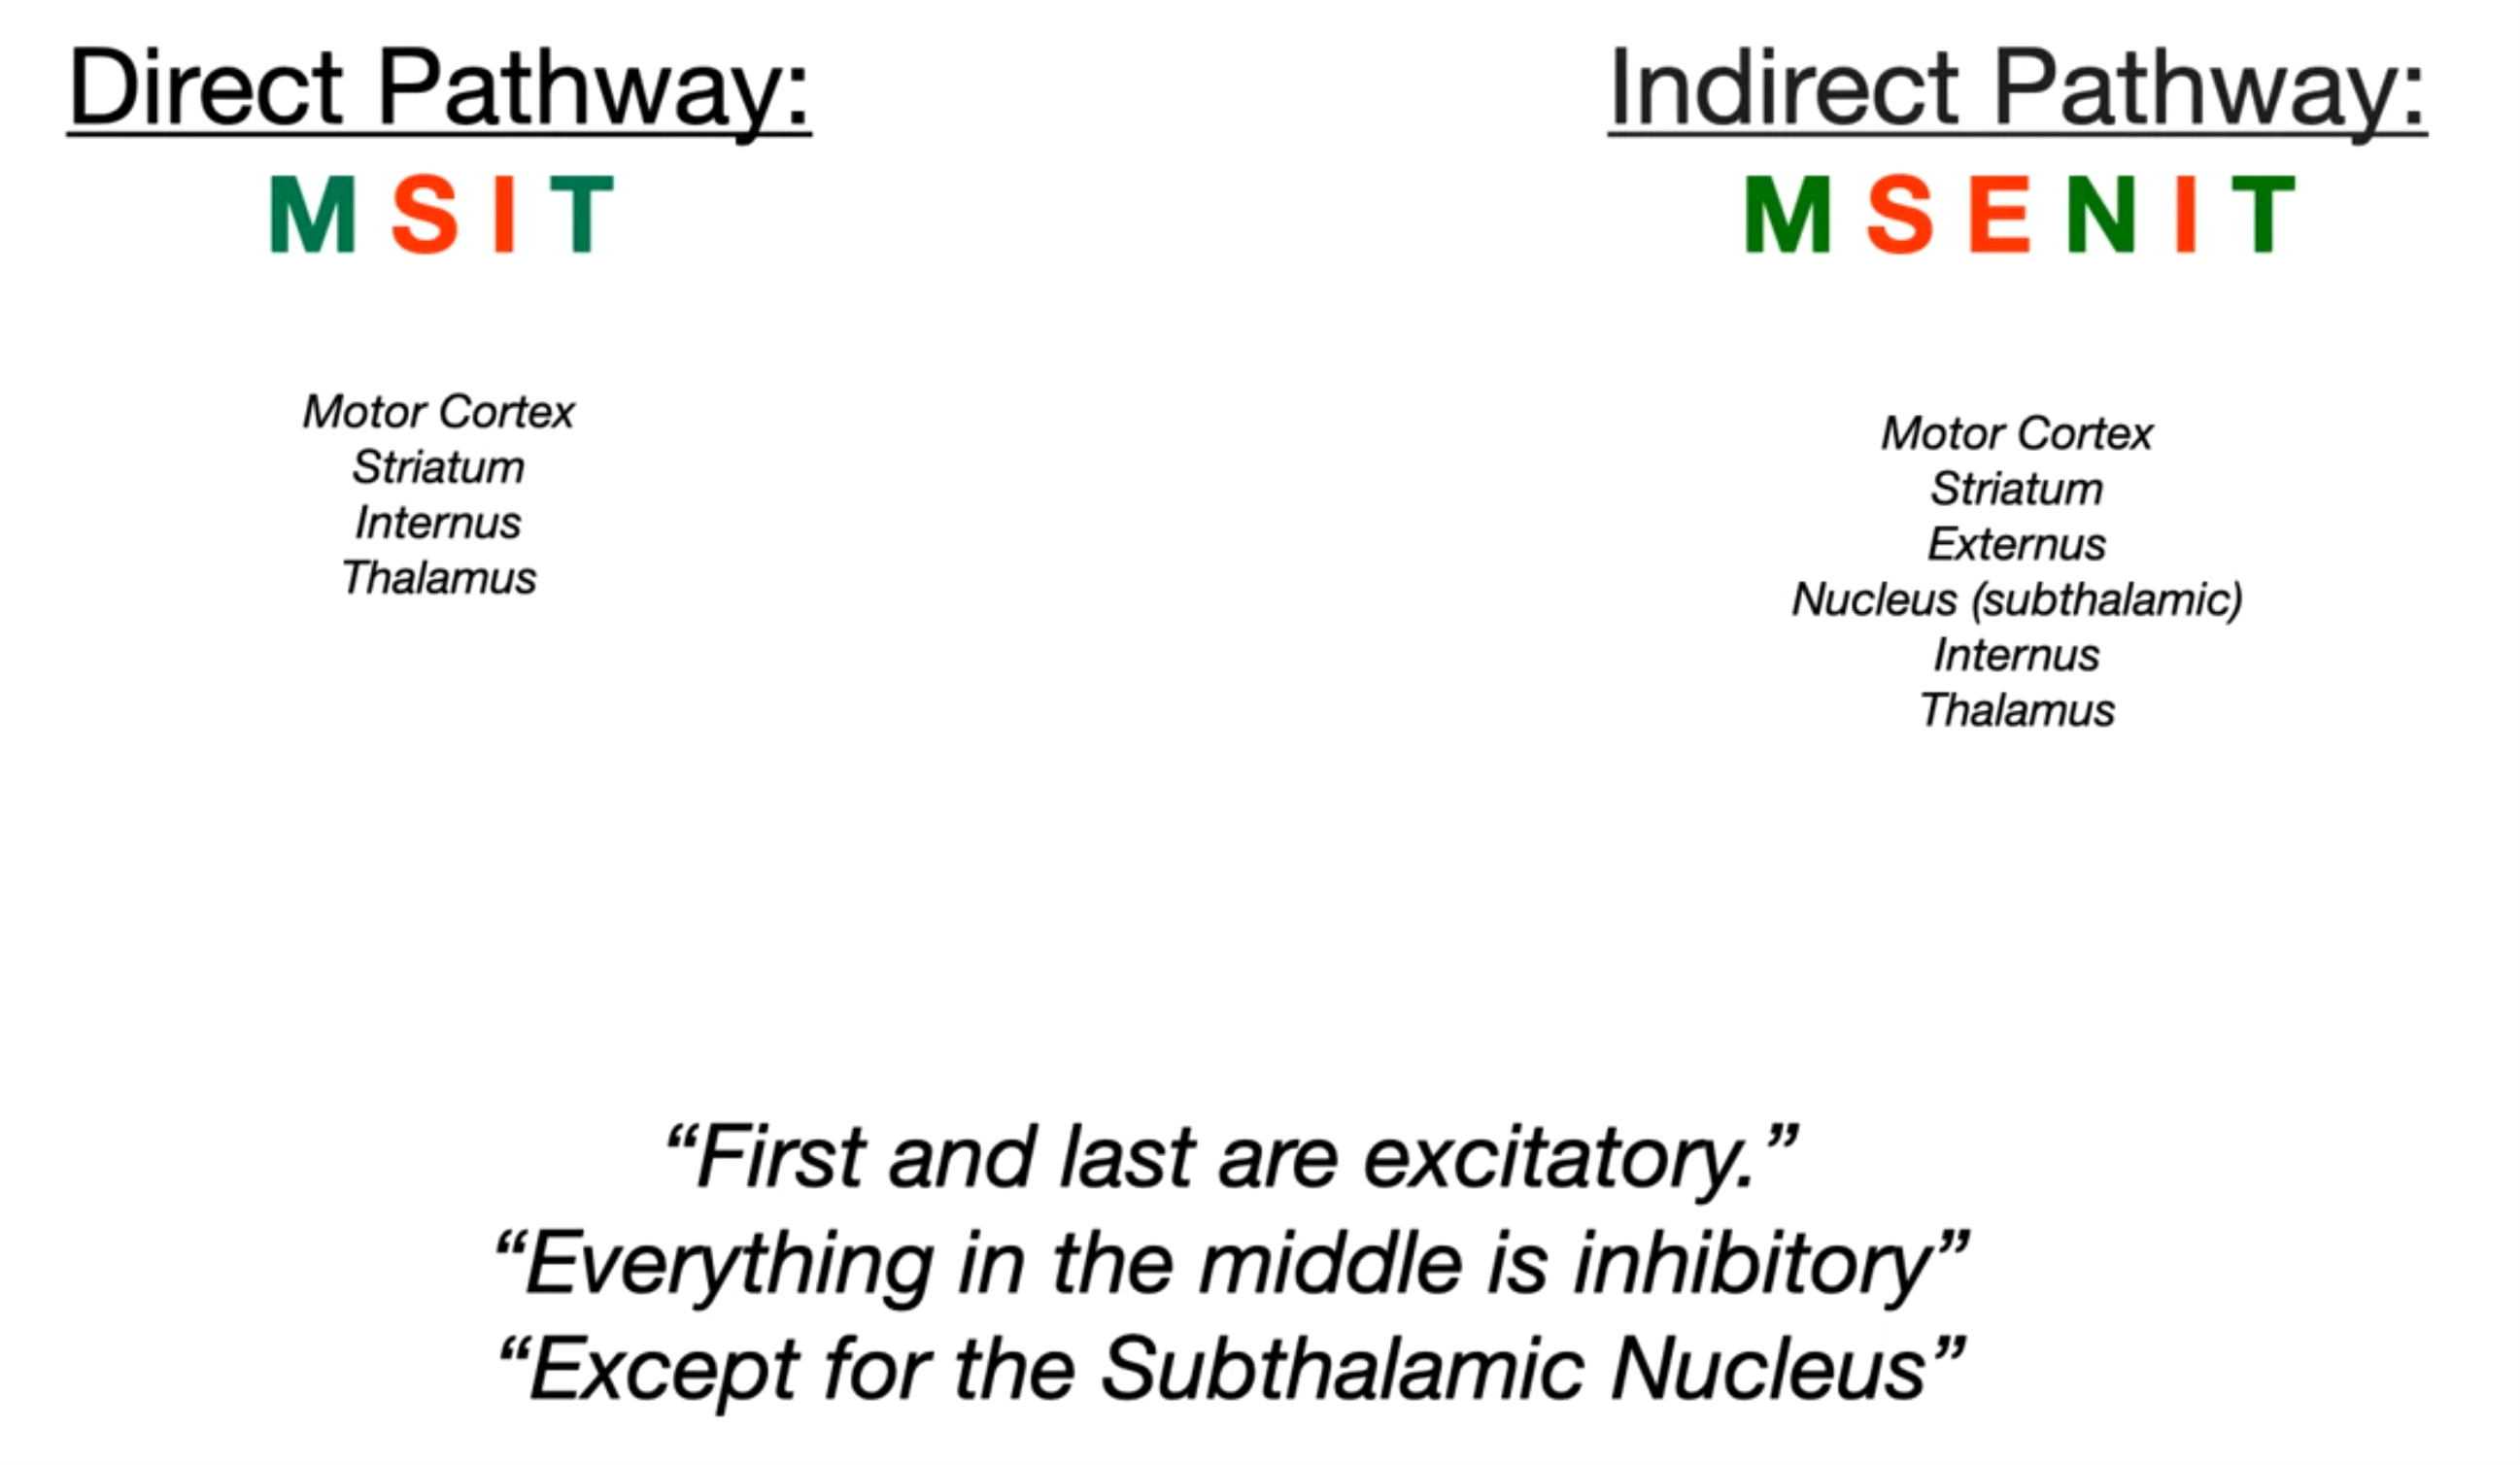 Direct Pathway:
M S I T
Motor Cortex
Striatum
Internus
Thalamus
Indirect Pathway:
M S E N I T
Motor Cortex
Striatum
Externus
Nucleus (subthalamic)
Internus
Thalamus
“First and last are excitatory.”
“Everything in the middle is inhibitory”
“Except for the Subthalamic Nucleus”